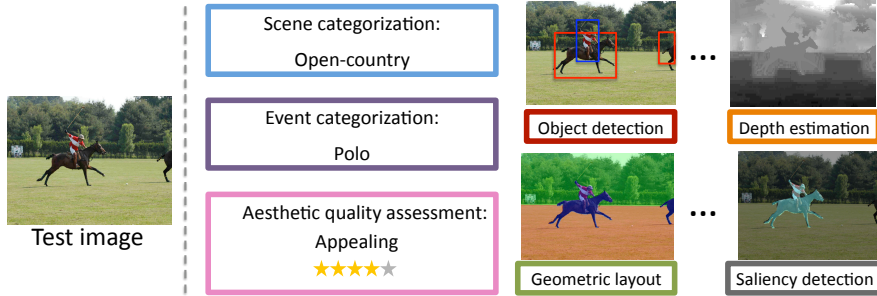 Test image
Scene categorization:
Open-country
Event categorization:
Polo
Aesthetic quality assessment:
Appealing
...
Object detection
Depth estimation
...
Geometric layout
Saliency detection